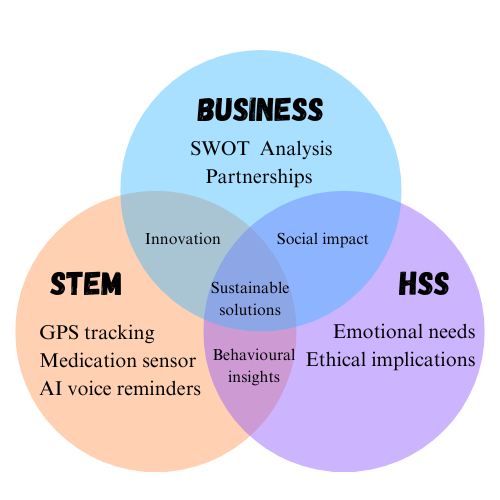 BUSINESS
SWOT Analysis
Partnerships
Innovation
Social impact
STEM
HSS
Sustainable
solutions
GPS tracking
Medication sensor
AI voice reminders
Emotional needs
Ethical implications
Behavioural
insights